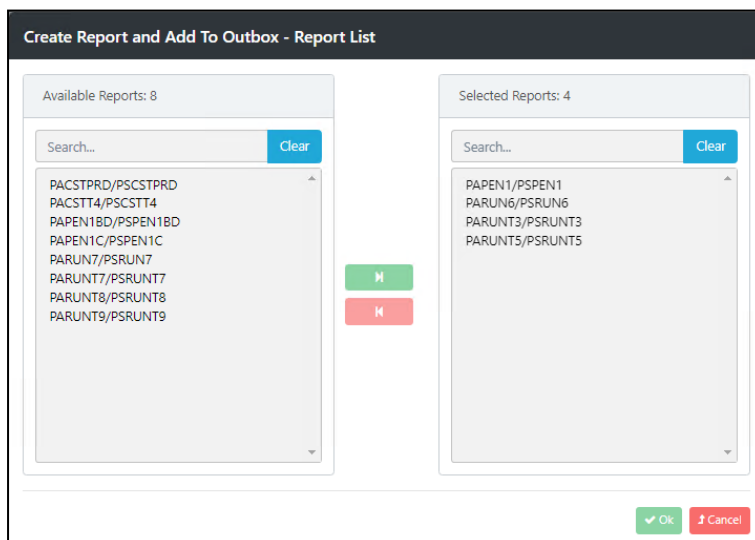 Create Report and Add To Outbox - Report List
Available Reports: 8
Search...
Clear
PACSTPRD/PSCSTPRD
PACSTT4/PSCSTT4
PAPEN1BD/PSPEN1BD
PAPEN1C/PSPEN1C
PARUN7/PSRUN7
PARUNT7/PSRUNT7
PARUNT8/PSRUNT8
PARUNT9/PSRUNT9
Selected Reports: 4
Search...
Clear
PAPEN1/PSPEN1
PARUN6/PSRUN6
PARUNT3/PSRUNT3
PARUNT5/PSRUNT5
Ok
Cancel